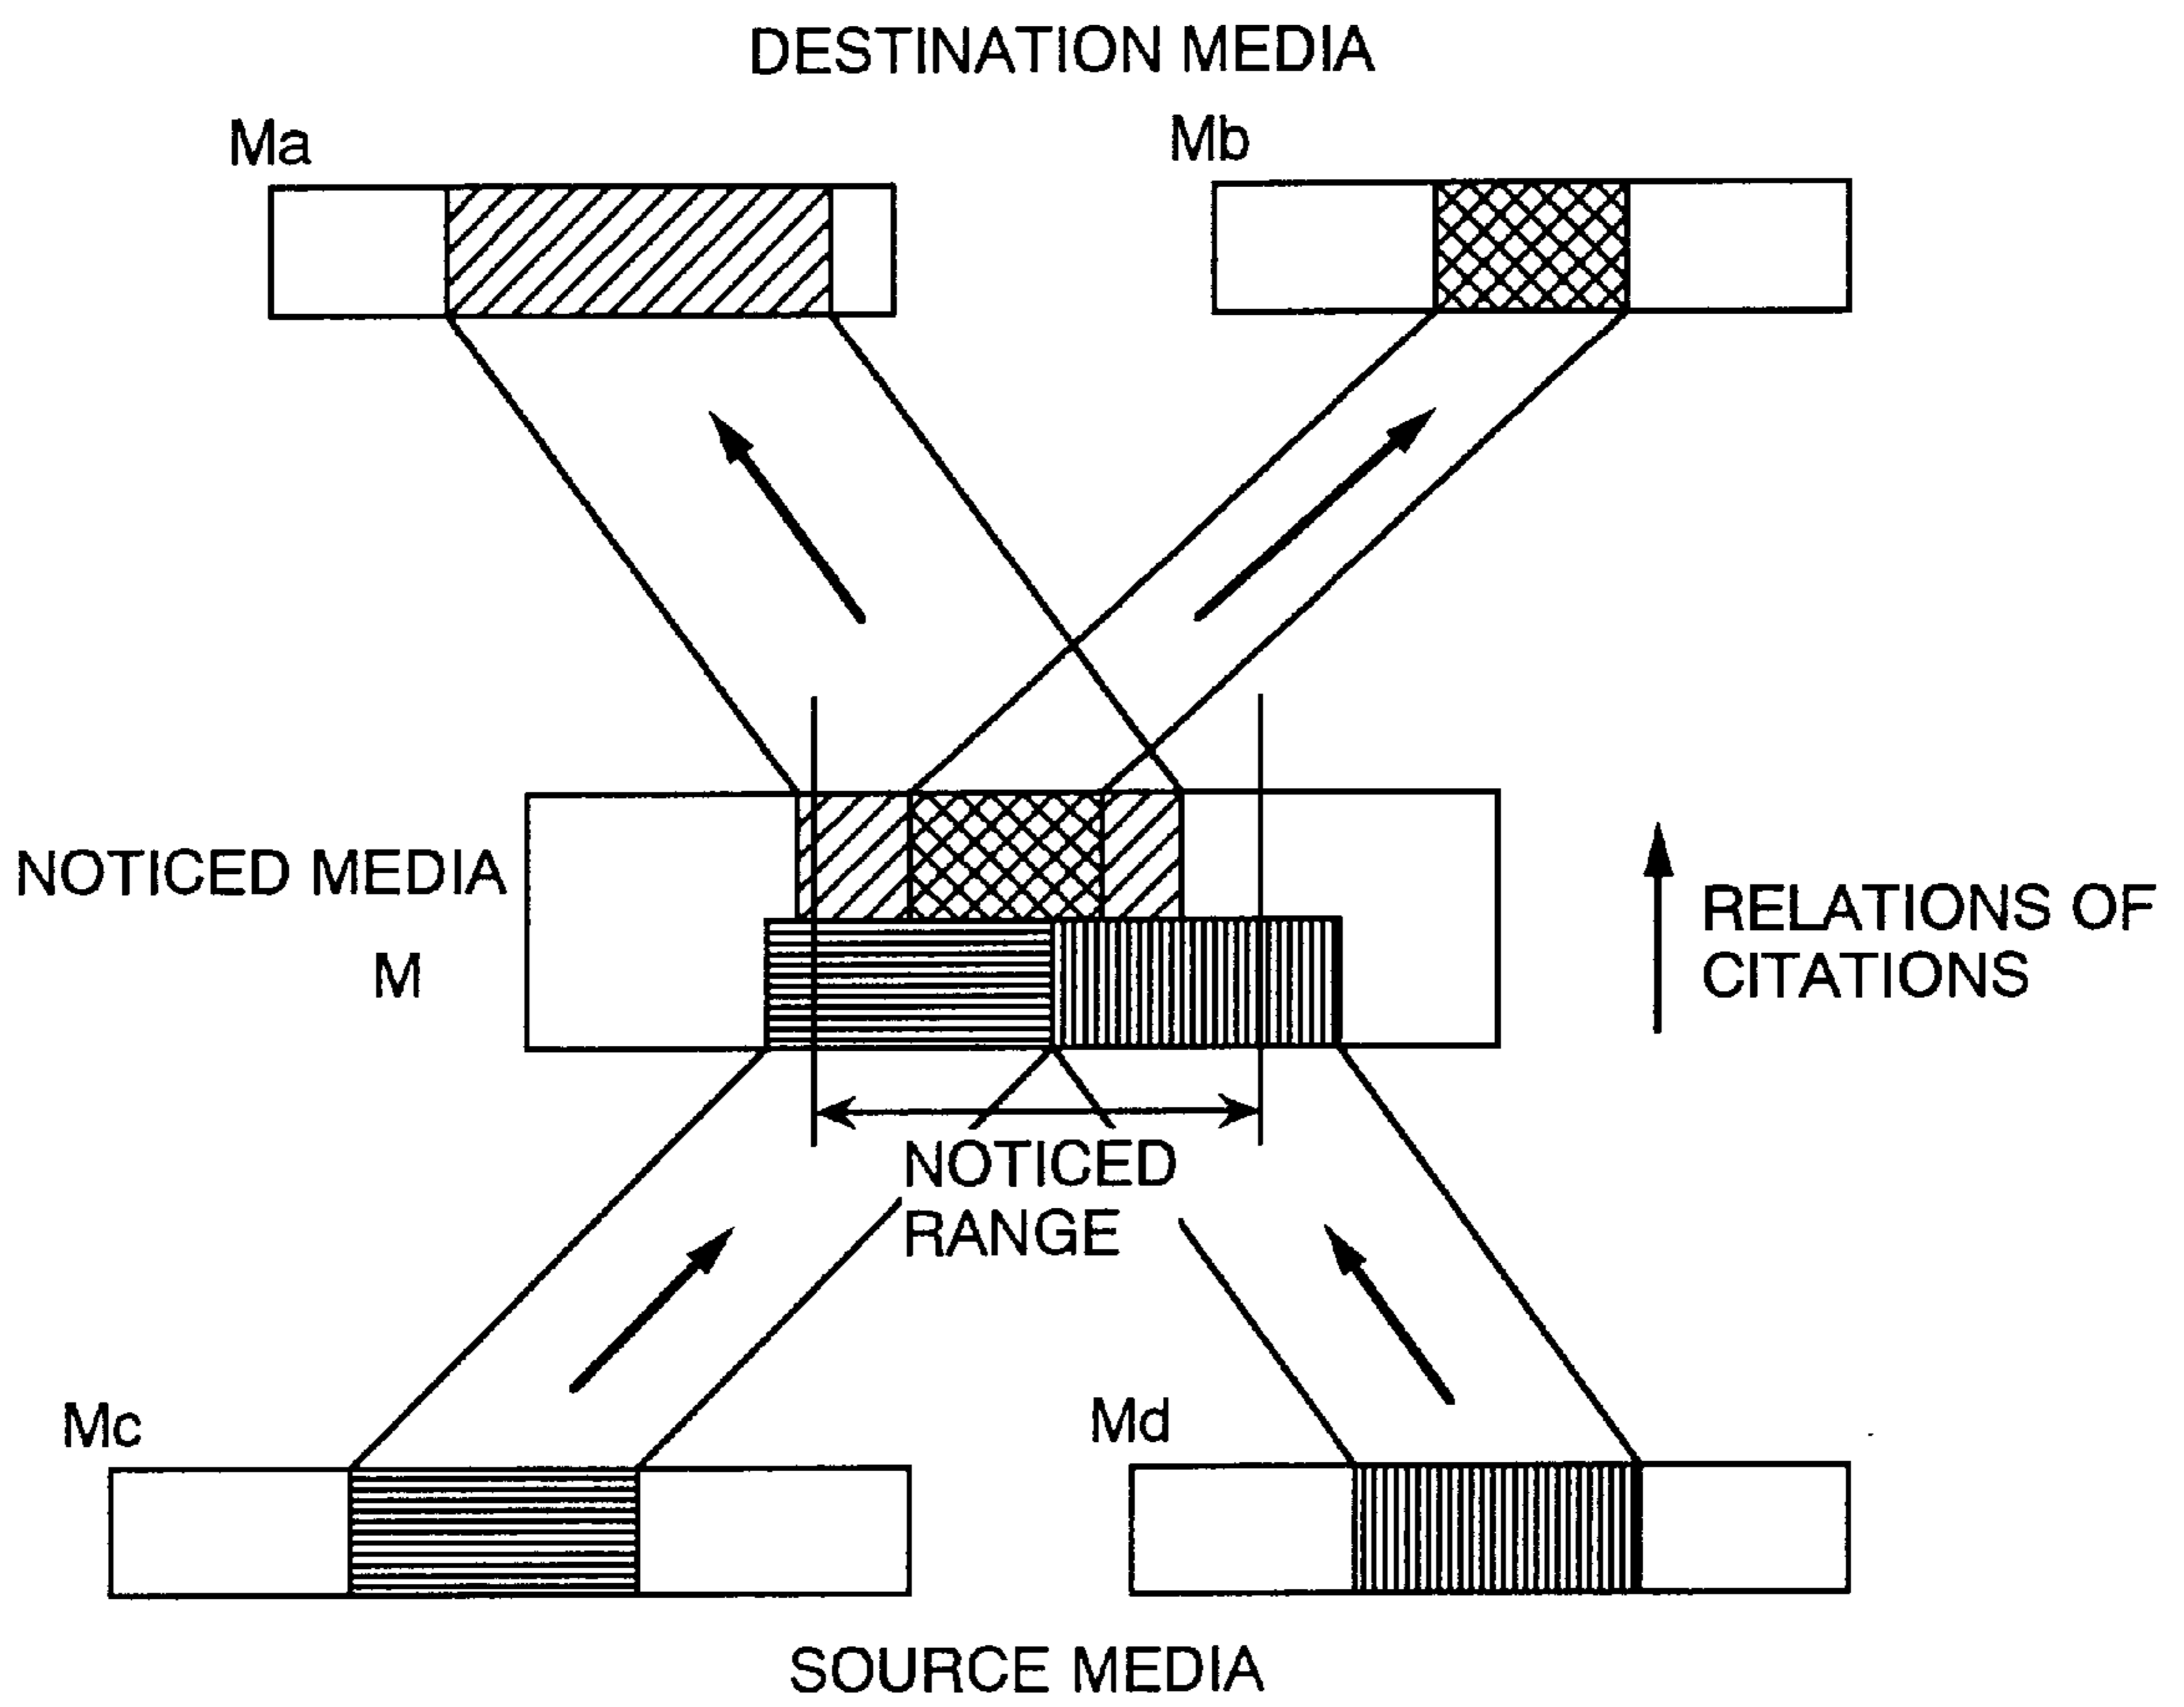 DESTINATION MEDIA
Ma
Mb
NOTICED MEDIA
M
RELATIONS OF
CITATIONS
NOTICED
RANGE
Mc
Md
SOURCE MEDIA